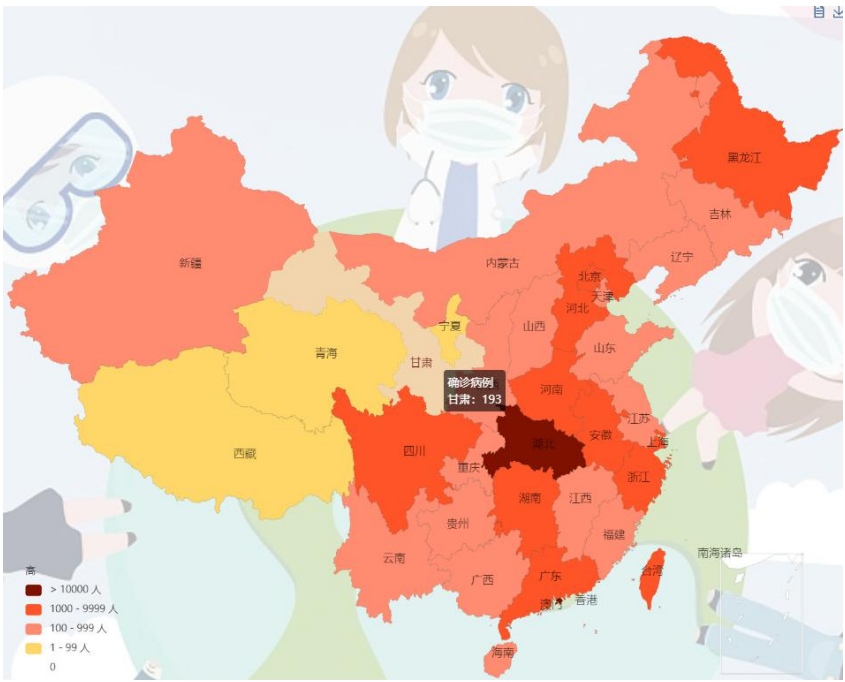 黑龙江
吉林
辽宁
内蒙古
新疆
北京
天津
河北
山西
宁夏
山东
青海
甘肃
确诊病例
甘肃：193
河南
江苏
安徽
上海
湖北
四川
西藏
重庆
浙江
湖南
江西
贵州
福建
云南
南海诸岛
广西
广东
台湾
澳门
香港
海南
高
> 10000 人
1000 - 9999 人
100 - 999 人
1 - 99 人
0